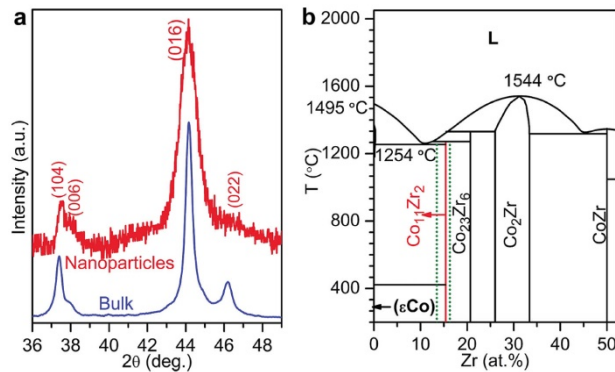 a
Intensity (a.u.)
(104)
(006)
(016)
(022)
Nanoparticles
Bulk
36 38 40 42 44 46 48
2θ (deg.)
b
T (°C)
2000
1600
1200
800
400
L
1544 °C
1495 °C
1254 °C
Co₁₁Zr₂
Co₂₃Zr₆
Co₂Zr
CoZr
(εCo)
0 10 20 30 40 50
Zr (at.%)